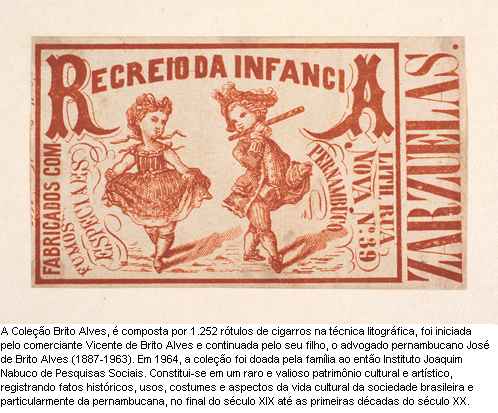 RECREIO DA INFANCIA
FABRICADOS COM
FUMOS
ESPECIAES
PERNAMBUCO
LITH. RUA
NOVA, Nº 39
ZARZUELAS.
A Coleção Brito Alves, é composta por 1.252 rótulos de cigarros na técnica litográfica, foi iniciada
pelo comerciante Vicente de Brito Alves e continuada pelo seu filho, o advogado pernambucano José
de Brito Alves (1887-1963). Em 1964, a coleção foi doada pela família ao então Instituto Joaquim
Nabuco de Pesquisas Sociais. Constitui-se em um raro e valioso patrimônio cultural e artístico,
registrando fatos históricos, usos, costumes e aspectos da vida cultural da sociedade brasileira e
particularmente da pernambucana, no final do século XIX até as primeiras décadas do século XX.